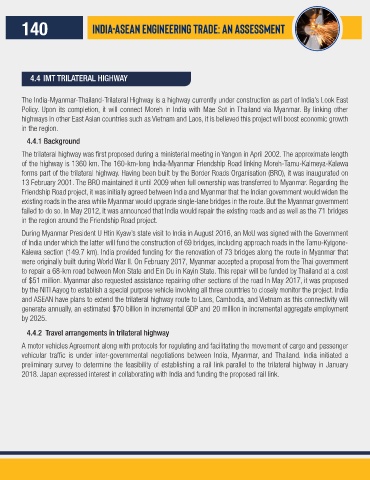 140
INDIA-ASEAN ENGINEERING TRADE: AN ASSESSMENT
4.4 IMT TRILATERAL HIGHWAY
The India-Myanmar-Thailand-Trilateral Highway is a highway currently under construction as part of India's Look East
Policy. Upon its completion, it will connect Moreh in India with Mae Sot in Thailand via Myanmar. By linking other
highways in other East Asian countries such as Vietnam and Laos, it is believed this project will boost economic growth
in the region.
4.4.1 Background
The trilateral highway was first proposed during a ministerial meeting in Yangon in April 2002. The approximate length
of the highway is 1360 km. The 160-km-long India-Myanmar Friendship Road linking Moreh-Tamu-Kalmeya-Kalewa
forms part of the trilateral highway. Having been built by the Border Roads Organisation (BRO), it was inaugurated on
13 February 2001. The BRO maintained it until 2009 when full ownership was transferred to Myanmar. Regarding the
Friendship Road project, it was initially agreed between India and Myanmar that the Indian government would widen the
existing roads in the area while Myanmar would upgrade single-lane bridges in the route. But the Myanmar government
failed to do so. In May 2012, it was announced that India would repair the existing roads and as well as the 71 bridges
in the region around the Friendship Road project.
During Myanmar President U Htin Kyaw's state visit to India in August 2016, an MoU was signed with the Government
of India under which the latter will fund the construction of 69 bridges, including approach roads in the Tamu-Kyigone-
Kalewa section (149.7 km). India provided funding for the renovation of 73 bridges along the route in Myanmar that
were originally built during World War II. On February 2017, Myanmar accepted a proposal from the Thai government
to repair a 68-km road between Mon State and Ein Du in Kayin State. This repair will be funded by Thailand at a cost
of $51 million. Myanmar also requested assistance repairing other sections of the road In May 2017, it was proposed
by the NITI Aayog to establish a special purpose vehicle involving all three countries to closely monitor the project. India
and ASEAN have plans to extend the trilateral highway route to Laos, Cambodia, and Vietnam as this connectivity will
generate annually, an estimated $70 billion in incremental GDP and 20 million in incremental aggregate employment
by 2025.
4.4.2 Travel arrangements in trilateral highway
A motor vehicles Agreement along with protocols for regulating and facilitating the movement of cargo and passenger
vehicular traffic is under inter-governmental negotiations between India, Myanmar, and Thailand. India initiated a
preliminary survey to determine the feasibility of establishing a rail link parallel to the trilateral highway in January
2018. Japan expressed interest in collaborating with India and funding the proposed rail link.